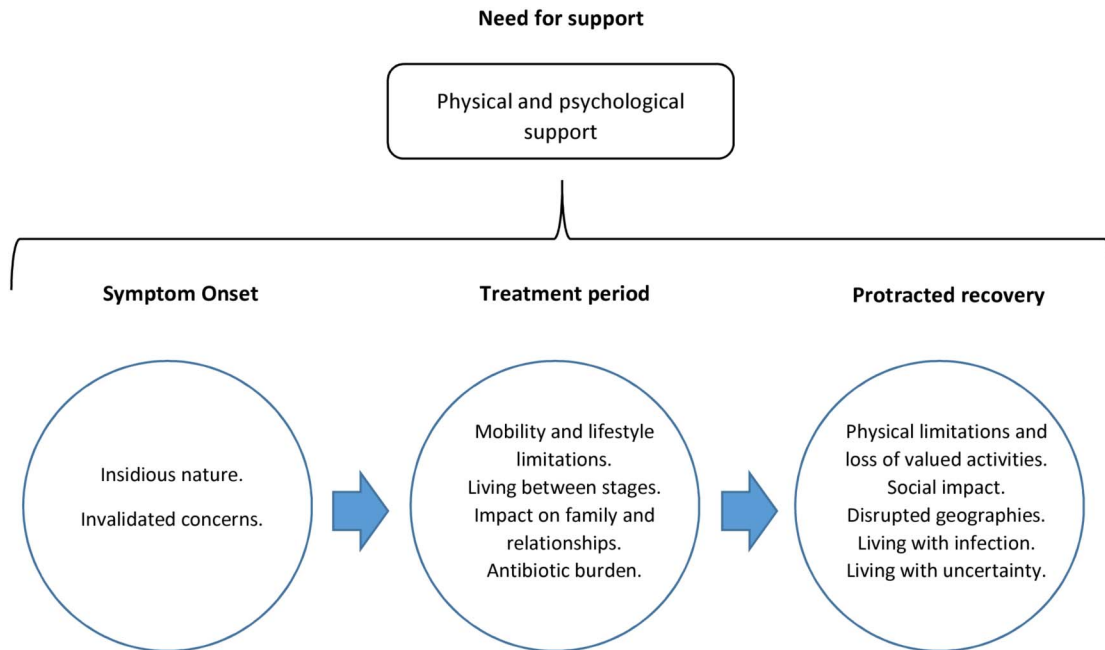 Need for support
Physical and psychological
support
Symptom Onset
Treatment period
Protracted recovery
Insidious nature.
Invalidated concerns.
Mobility and lifestyle
limitations.
Living between stages.
Impact on family and
relationships.
Antibiotic burden.
Physical limitations and
loss of valued activities.
Social impact.
Disrupted geographies.
Living with infection.
Living with uncertainty.